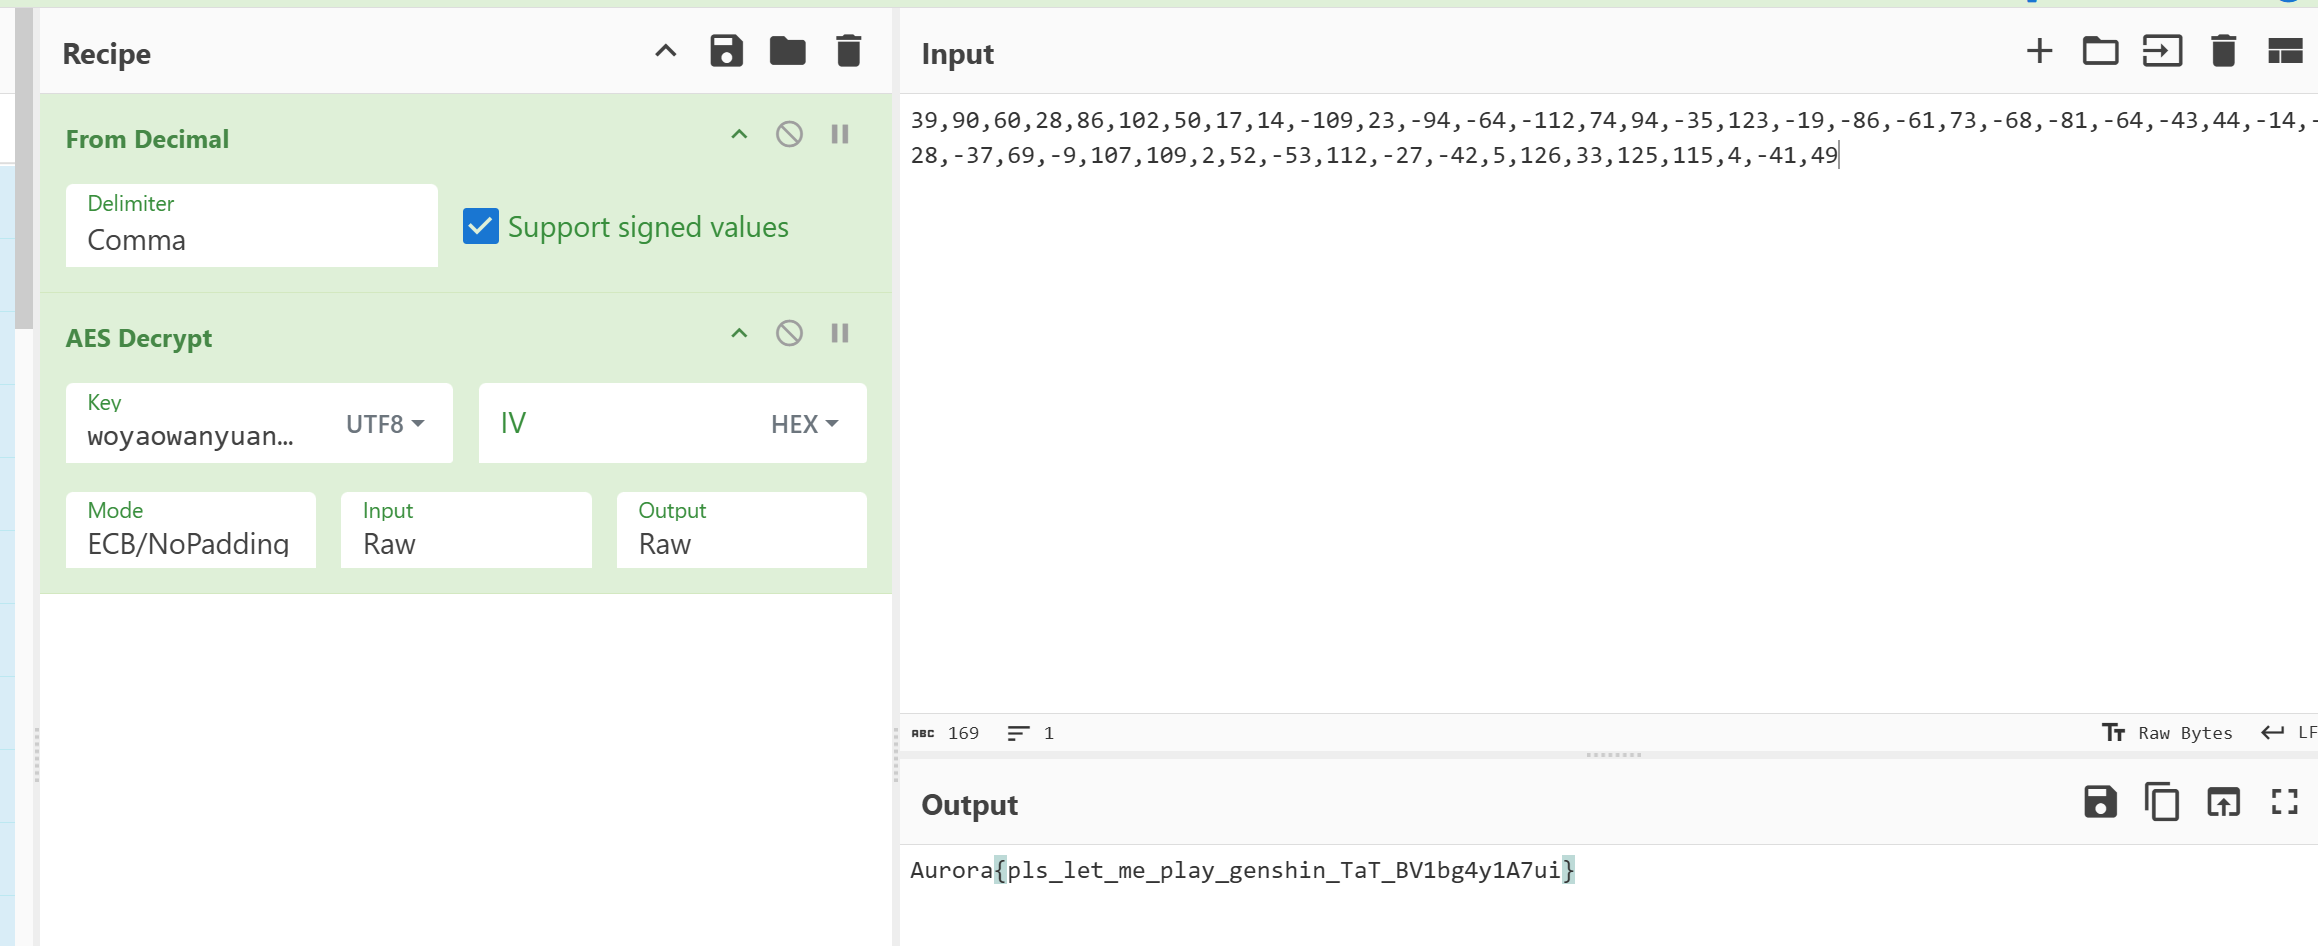 Recipe
From Decimal
Delimiter
Comma
Support signed values
AES Decrypt
Key
woyaowanyuan…
UTF8
IV
HEX
Mode
ECB/NoPadding
Input
Raw
Output
Raw
Input
39,90,60,28,86,102,50,17,14,-109,23,-94,-64,-112,74,94,-35,123,-19,-86,-61,73,-68,-81,-64,-43,44,-14,-
28,-37,69,-9,107,109,2,52,-53,112,-27,-42,5,126,33,125,115,4,-41,49
ABC 169 1
Tт Raw Bytes
LF
Output
Aurora{pls_let_me_play_genshin_TaT_BV1bg4y1A7ui}